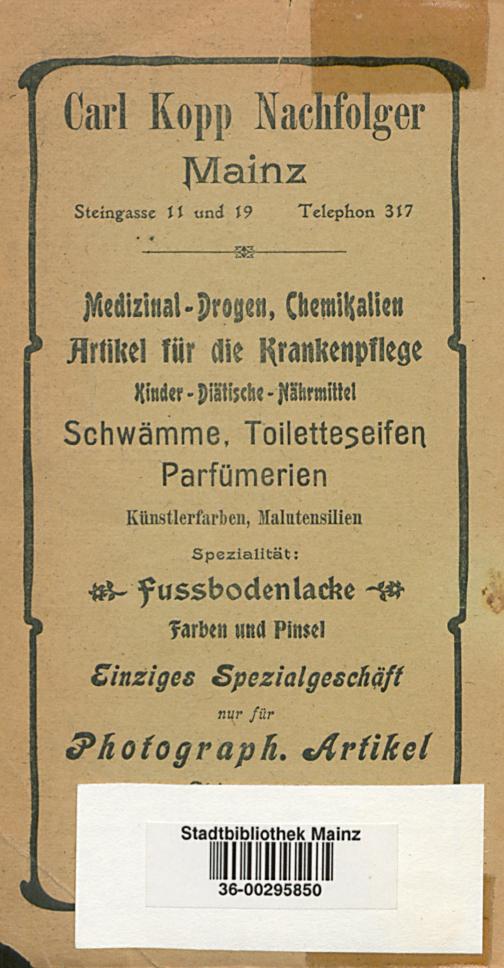 Carl Kopp Nachfolger
Mainz
Steingasse 11 und 19 Telephon 317
Medizinal-Drogen, Chemikalien
Artikel für die Krankenpflege
Kinder-Diätische-Nährmittel
Schwämme, Toiletteseifen
Parfümerien
Künstlerfarben, Malutensilien
Spezialität:
Fussbodenlacke
Farben und Pinsel
Einziges Spezialgeschäft
nur für
Photograph. Artikel
Stadtbibliothek Mainz
36-00295850